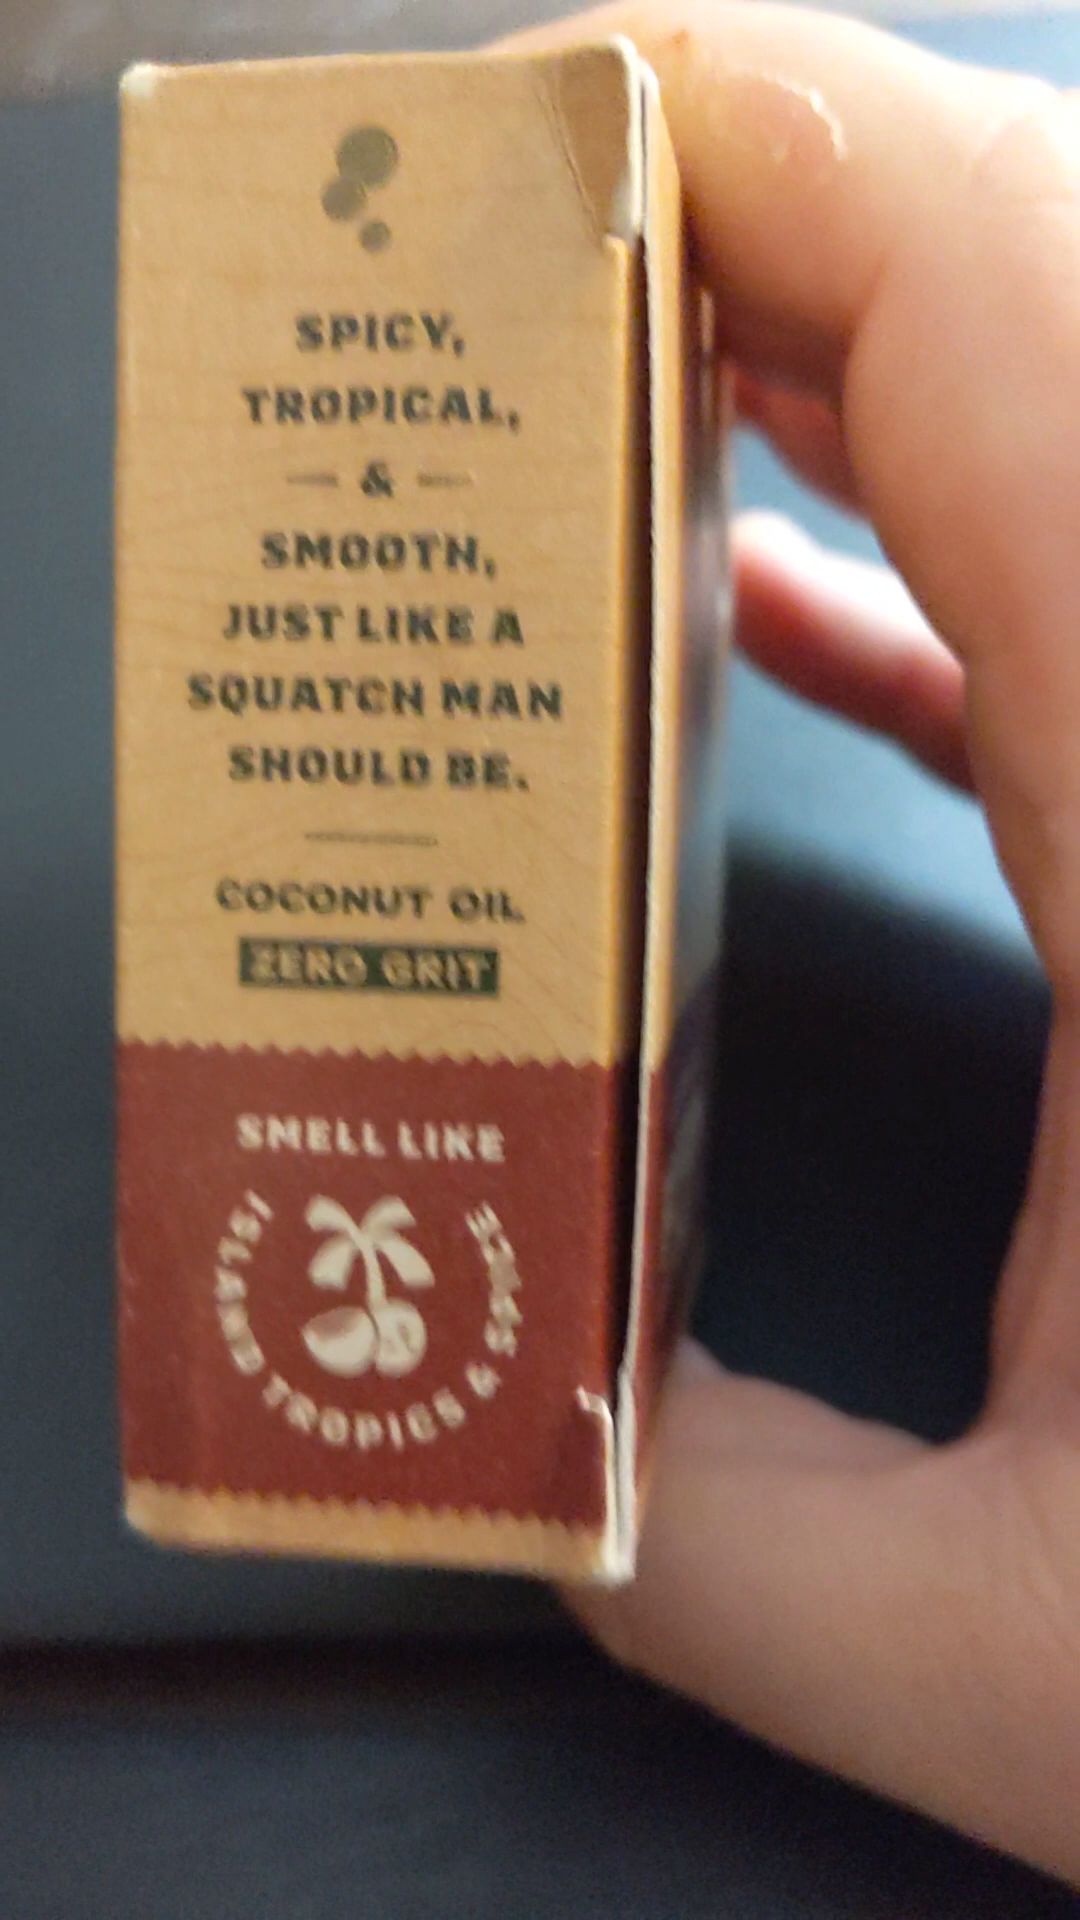 SPICY,
TROPICAL,
— & —
SMOOTH,
JUST LIKE A
SQUATCH MAN
SHOULD BE.
COCONUT OIL
ZERO GRIT
SMELL LIKE
ISLAND TROPICS & SPICE